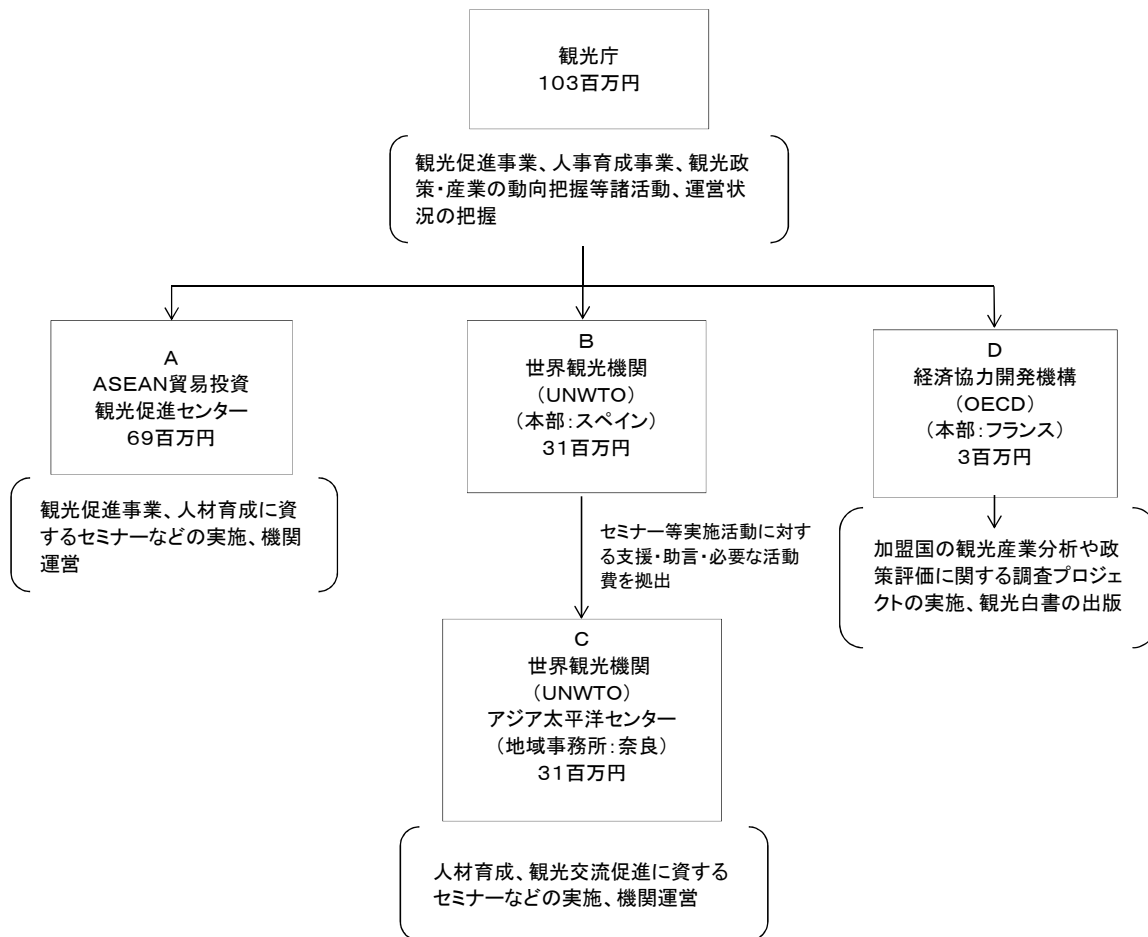 観光庁
103百万円
観光促進事業、人事育成事業、観光政
策・産業の動向把握等諸活動、運営状
況の把握
A
ASEAN貿易投資
観光促進センター
69百万円
観光促進事業、人材育成に資
するセミナーなどの実施、機関
運営
B
世界観光機関
(UNWTO)
(本部:スペイン)
31百万円
D
経済協力開発機構
(OECD)
(本部:フランス)
3百万円
セミナー等実施活動に対す
る支援・助言・必要な活動
費を拠出
加盟国の観光産業分析や政
策評価に関する調査プロジェ
クトの実施、観光白書の出版
C
世界観光機関
(UNWTO)
アジア太平洋センター
(地域事務所:奈良)
31百万円
人材育成、観光交流促進に資する
セミナーなどの実施、機関運営